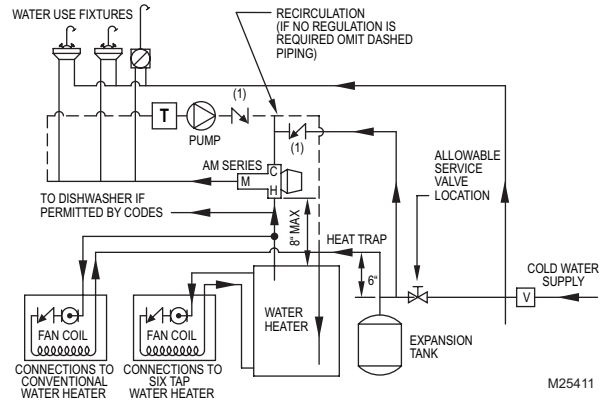 WATER USE FIXTURES
RECIRCULATION
(IF NO REGULATION IS
REQUIRED OMIT DASHED
PIPING)
(1)
T
PUMP
(1)
AM SERIES
C
M
H
ALLOWABLE
SERVICE
VALVE
LOCATION
TO DISHWASHER IF
PERMITTED BY CODES
8" MAX
HEAT TRAP
6"
COLD WATER
SUPPLY
V
WATER
HEATER
FAN COIL
FAN COIL
EXPANSION
TANK
CONNECTIONS TO
CONVENTIONAL
WATER HEATER
CONNECTIONS TO
SIX TAP
WATER HEATER
M25411